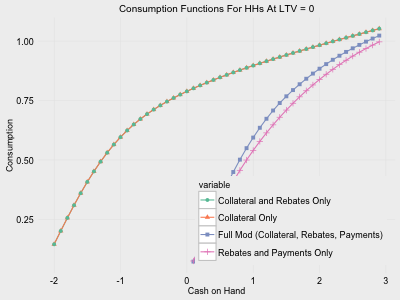 Consumption Functions For HHs At LTV = 0
1.00
0.75
0.50
0.25
Consumption
variable
Collateral and Rebates Only
Collateral Only
Full Mod (Collateral, Rebates, Payments)
Rebates and Payments Only
-2 -1 0 1 2 3
Cash on Hand